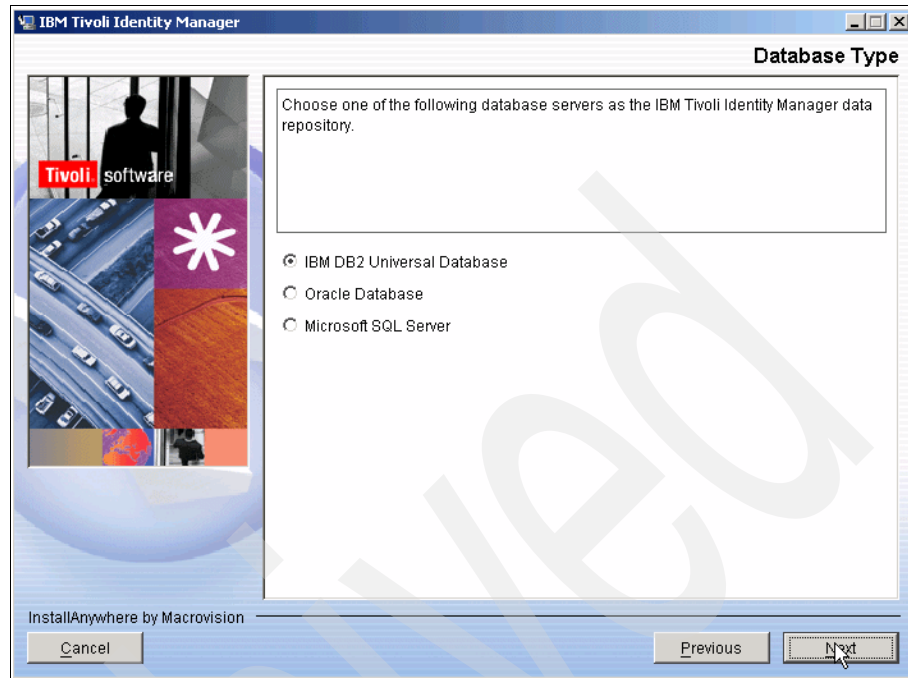 IBM Tivoli Identity Manager
Database Type
Choose one of the following database servers as the IBM Tivoli Identity Manager data
repository.
Tivoli. software
IBM DB2 Universal Database
Oracle Database
Microsoft SQL Server
InstallAnywhere by Macrovision
Cancel
Previous
Next